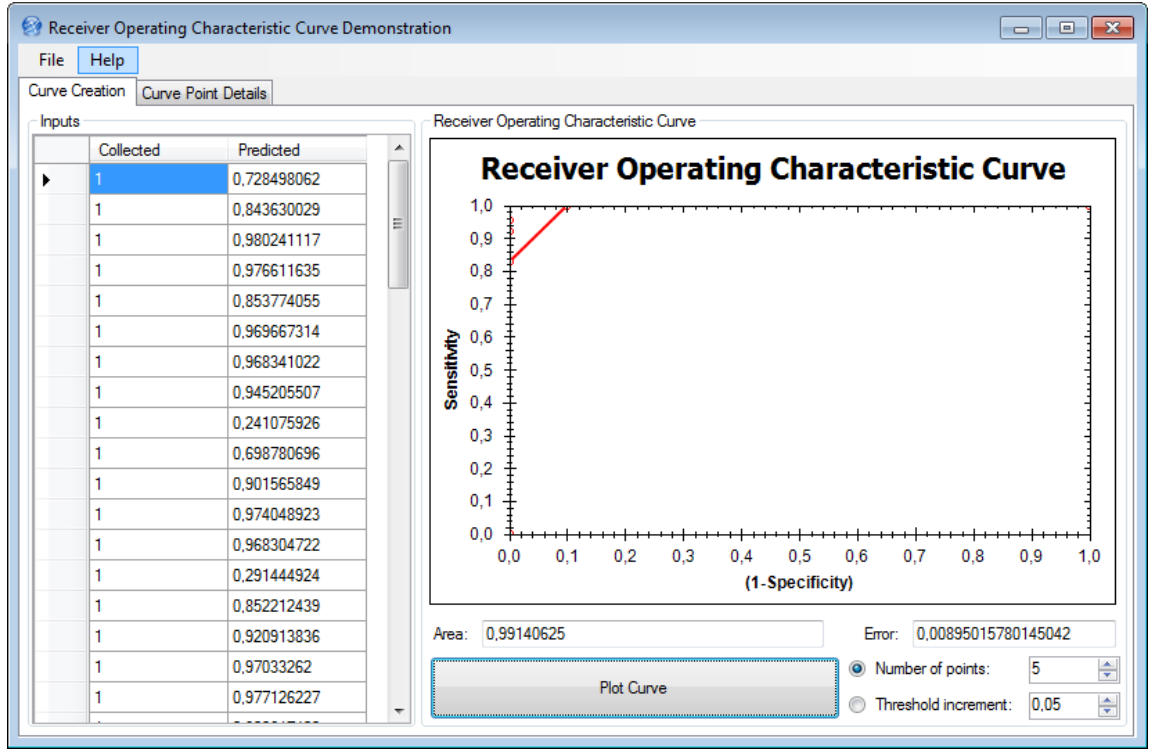 Receiver Operating Characteristic Curve Demonstration
File Help
Curve Creation Curve Point Details
Inputs
Collected Predicted
1 0,728498062
1 0,843630029
1 0,980241117
1 0,976611635
1 0,853774055
1 0,969667314
1 0,968341022
1 0,945205507
1 0,241075926
1 0,698780696
1 0,901565849
1 0,974048923
1 0,968304722
1 0,291444924
1 0,852212439
1 0,920913836
1 0,97033262
1 0,977126227
Receiver Operating Characteristic Curve
Receiver Operating Characteristic Curve
1,0
0,9
0,8
0,7
0,6
0,5
0,4
0,3
0,2
0,1
0,0
Sensitivity
0,0 0,1 0,2 0,3 0,4 0,5 0,6 0,7 0,8 0,9 1,0
(1-Specificity)
Area: 0,99140625 Error: 0,00895015780145042
Plot Curve
Number of points: 5
Threshold increment: 0,05